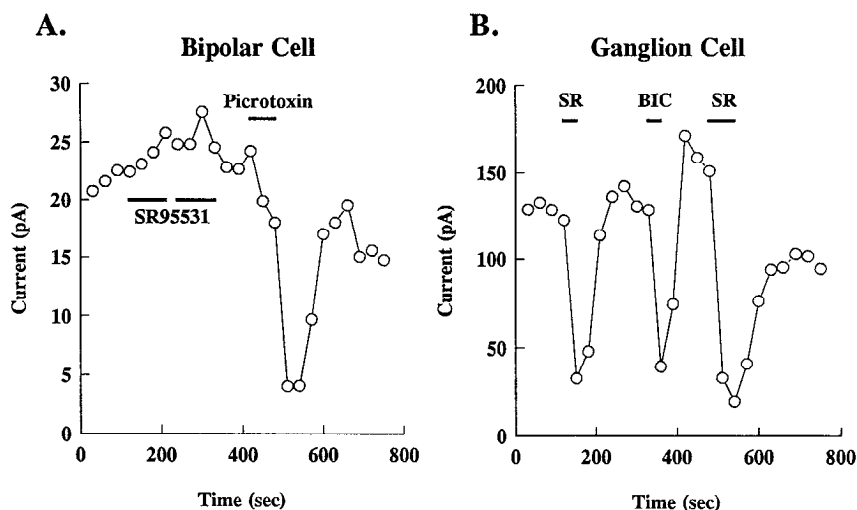 A.
Bipolar Cell
30
25
20
15
10
5
0
Current (pA)
Picrotoxin
SR95531
0 200 400 600 800
Time (sec)
B.
Ganglion Cell
200
150
100
50
0
Current (pA)
SR BIC SR
0 200 400 600 800
Time (sec)